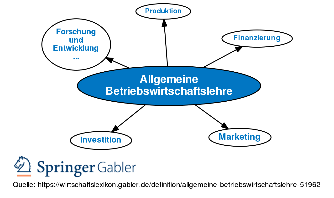 Produktion
Forschung
und
Entwicklung
...
Finanzierung
Allgemeine
Betriebswirtschaftslehre
Investition
Marketing
Springer Gabler
Quelle: https://wirtschaftslexikon.gabler.de/definition/allgemeine-betriebswirtschaftslehre-51962